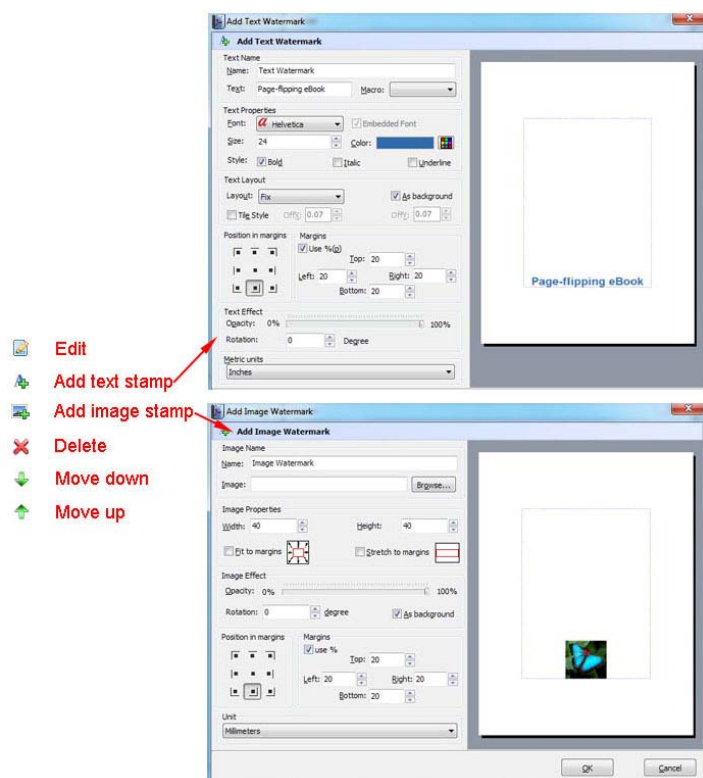 Add Text Watermark
Add Text Watermark
Text Name
Name: Text Watermark
Text: Page-flipping eBook Macro:
Text Properties
Font: a Helvetica Embedded Font
Size: 24 Color:
Style: Bold Italic Underline
Text Layout
Layout: Fix As background
Tile Style OffX: 0.07 OffY: 0.07
Position in margins Margins
Use %(p)
Top: 20
Left: 20 Right: 20
Bottom: 20
Text Effect
Opacity: 0% 100%
Rotation: 0 Degree
Metric units
Inches
Page-flipping eBook
Edit
Add text stamp
Add image stamp
Delete
Move down
Move up
Add Image Watermark
Add Image Watermark
Image Name
Name: Image Watermark
Image: Browse...
Image Properties
Width: 40 Height: 40
Fit to margins Stretch to margins
Image Effect
Opacity: 0% 100%
Rotation: 0 degree As background
Position in margins Margins
use %
Top: 20
Left: 20 Right: 20
Bottom: 20
Unit
Millimeters
OK Cancel